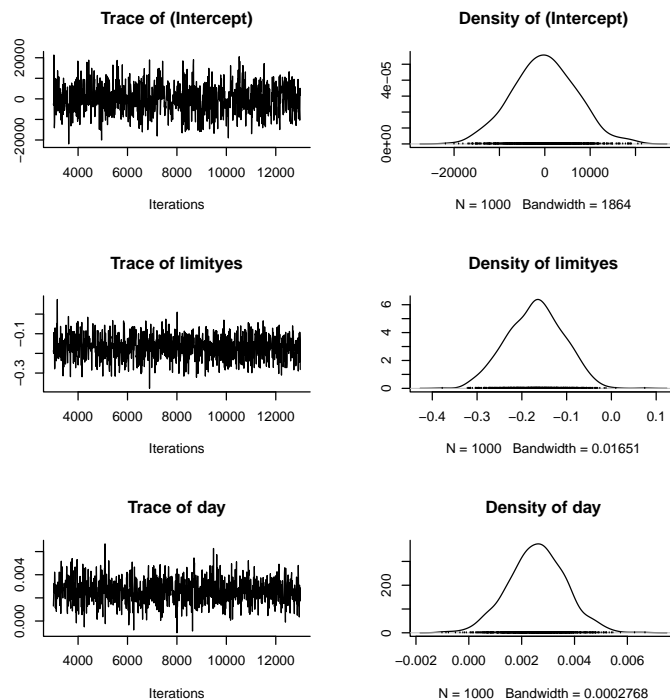 Trace of (Intercept)
20000
0
-20000
4000 6000 8000 10000 12000
Iterations
Density of (Intercept)
4e-05
0e+00
-20000 0 10000
N = 1000 Bandwidth = 1864
Trace of limityes
-0.1
-0.3
4000 6000 8000 10000 12000
Iterations
Density of limityes
6
4
2
0
-0.4 -0.3 -0.2 -0.1 0.0 0.1
N = 1000 Bandwidth = 0.01651
Trace of day
0.004
0.000
4000 6000 8000 10000 12000
Iterations
Density of day
200
0
-0.002 0.000 0.002 0.004 0.006
N = 1000 Bandwidth = 0.0002768